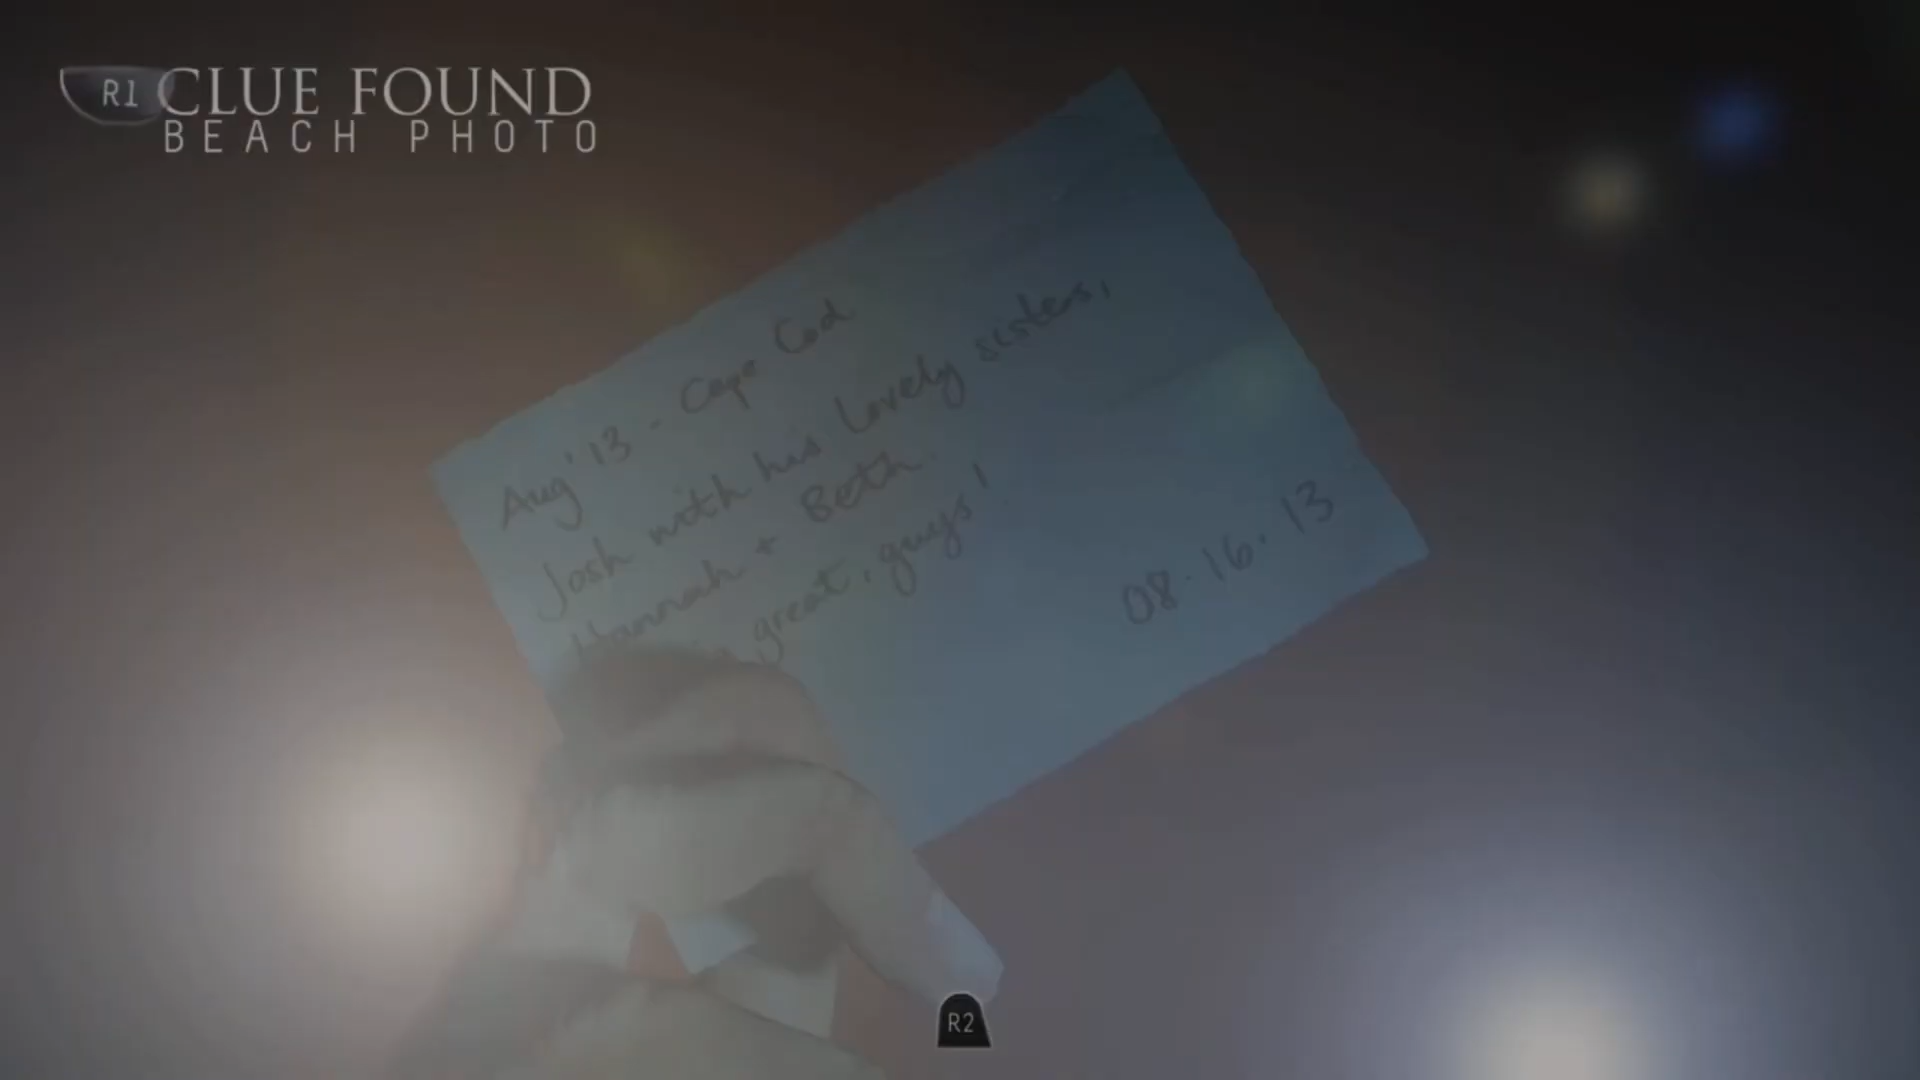 R1 CLUE FOUND
BEACH PHOTO
Aug '13 - Cape Cod
Josh with his lovely sisters,
Hannah + Beth.
great, guys!
08.16.13
R2